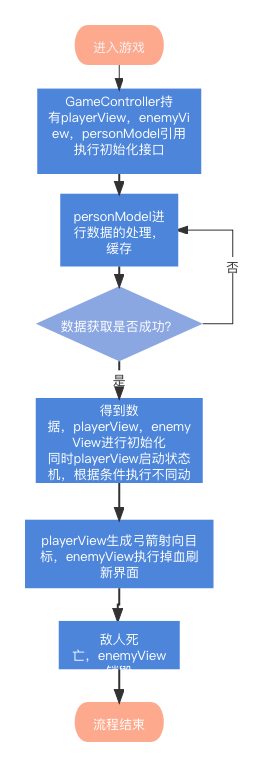 进入游戏
GameController持
有playerView，enemyVi
ew，personModel引用
执行初始化接口
personModel进
行数据的处理，
缓存
否
数据获取是否成功?
是
得到数
据，playerView，enemy
View进行初始化
同时playerView启动状态
机，根据条件执行不同动
playerView生成弓箭射向目
标，enemyView执行掉血刷
新界面
敌人死
亡，enemyView
销毁
流程结束